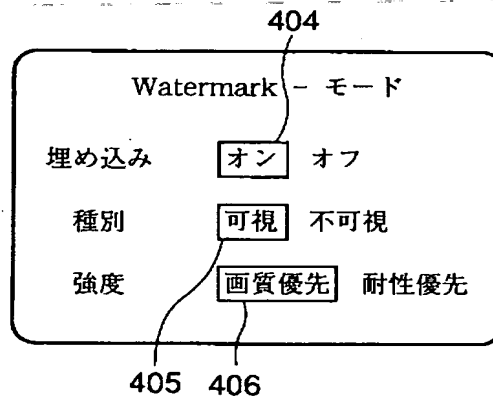 404
Watermark - モード
埋め込み オン オフ
種別 可視 不可視
強度 画質優先 耐性優先
405 406